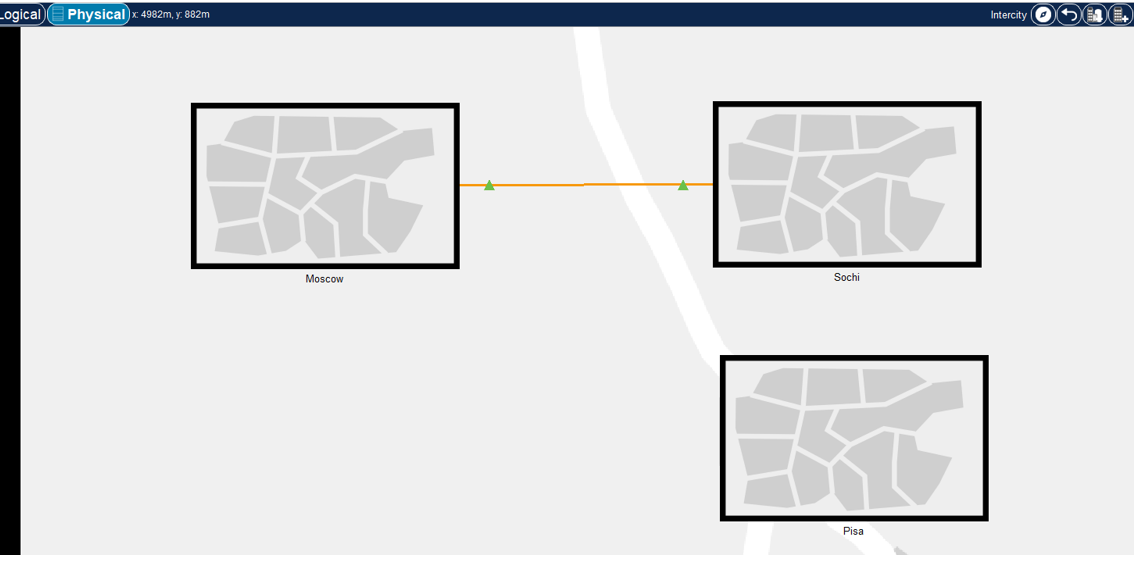 Logical Physical x: 4982m, y: 882m Intercity
Moscow
Sochi
Pisa